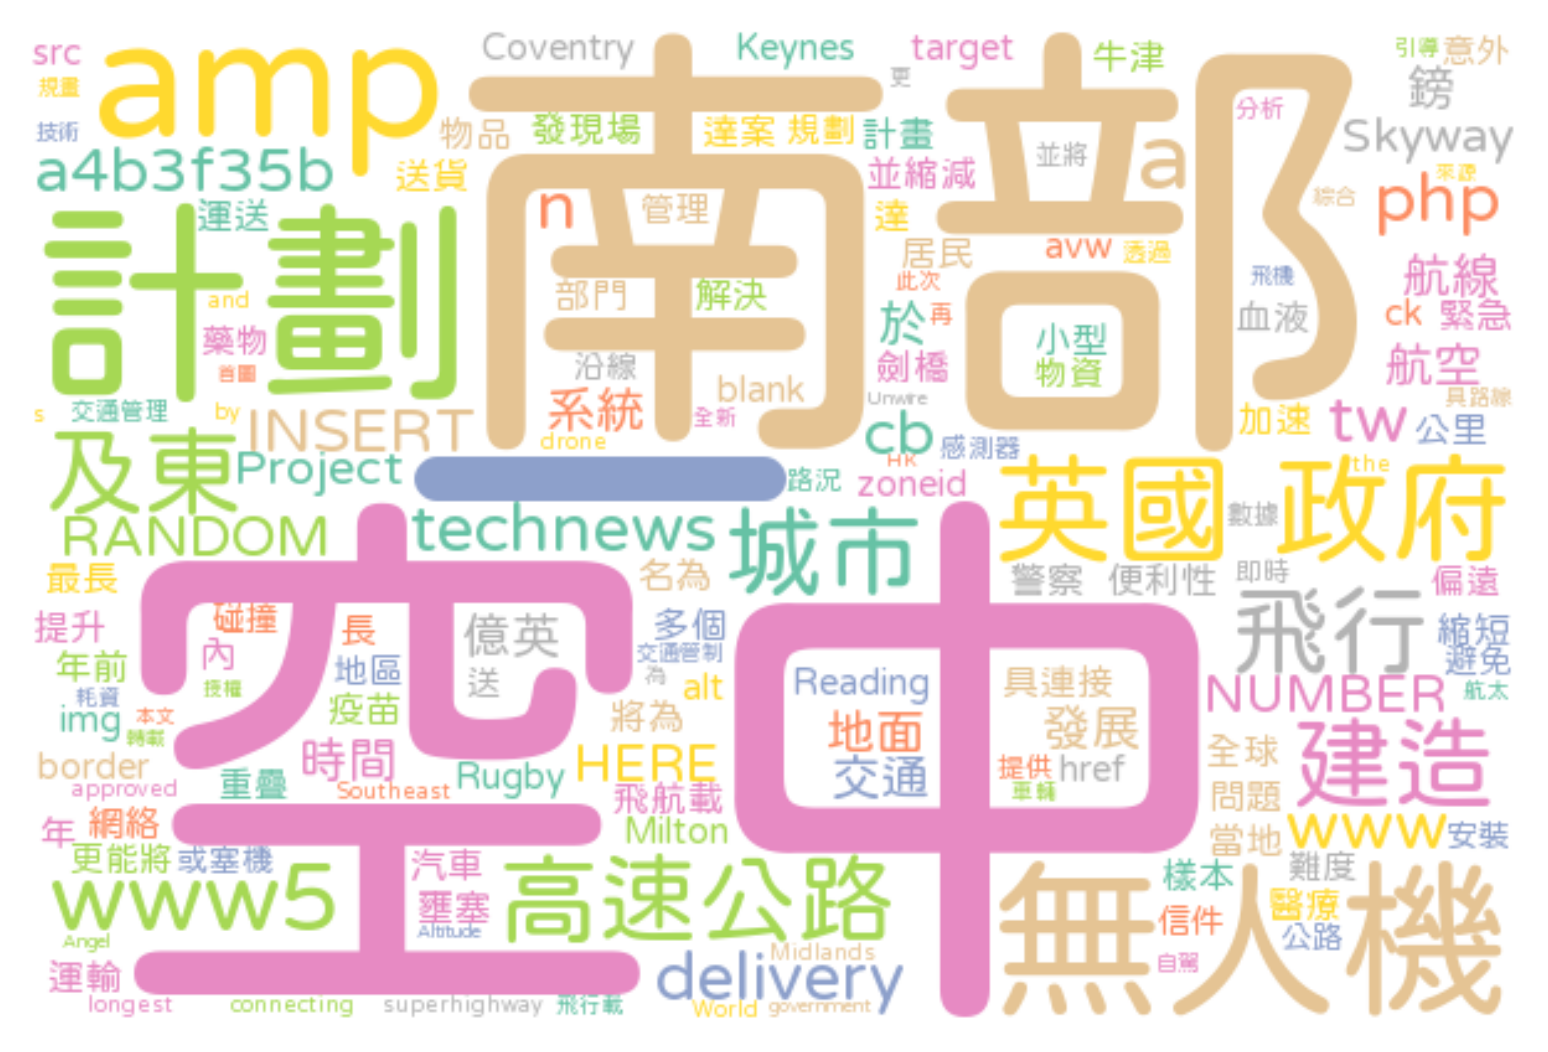 src
amp
Coventry
Keynes
target
牛津
引導
意外
規畫
更
鎊
技術
物品
發現場
達案
規劃
計畫
分析
Skyway
a4b3f35b
送貨
南部
並縮減
並將
a
來源
php
運送
n
管理
達
綜合
計劃
居民
avw
透過
and
部門
解決
此次
飛機
航線
藥物
於
再
血液
ck
緊急
首圖
沿線
劍橋
小型
物資
航空
s
交通管理
by
INSERT
系統
blank
全新
Unwire
具路線
drone
cb
感測器
加速
tw
公里
及東
Project
_
路況
HK
zoneid
英國
政府
the
RANDOM
technews
城市
數據
最長
空中
名為
警察
便利性
即時
偏遠
提升
碰撞
長
億英
多個
飛行
縮短
年前
內
地區
送
交通管制
為
避免
耗資
授權
疫苗
alt
Reading
具連接
NUMBER
航太
img
本文
轉載
時間
將為
地面
發展
全球
建造
border
重疊
Rugby
HERE
交通
提供
href
approved
Southeast
飛航載
車輛
問題
年
網絡
Milton
當地
www
安裝
更能將
或塞機
汽車
高速公路
無人機
樣本
難度
www5
壅塞
信件
醫療
Altitude
公路
Angel
運輸
delivery
Midlands
自駕
longest
connecting
superhighway
飛行載
World
government